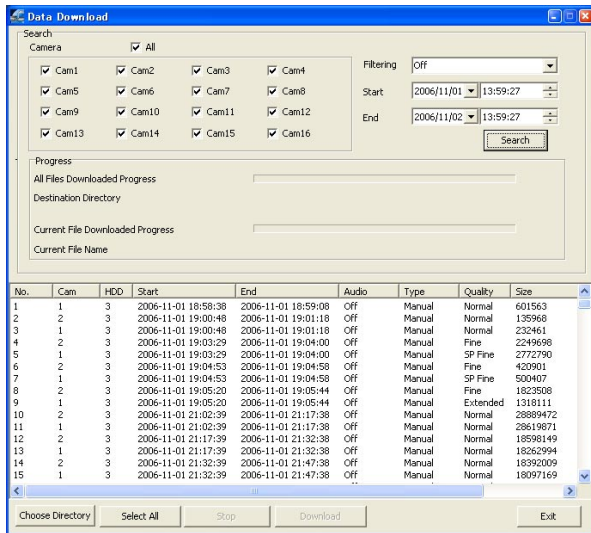 Data Download
Search
Camera All
Cam1 Cam2 Cam3 Cam4
Cam5 Cam6 Cam7 Cam8
Cam9 Cam10 Cam11 Cam12
Cam13 Cam14 Cam15 Cam16
Filtering Off
Start 2006/11/01 13:59:27
End 2006/11/02 13:59:27
Search
Progress
All Files Downloaded Progress
Destination Directory
Current File Downloaded Progress
Current File Name
No. Cam HDD Start End Audio Type Quality Size
1 1 3 2006-11-01 18:58:38 2006-11-01 18:59:08 Off Manual Normal 601563
2 2 3 2006-11-01 19:00:48 2006-11-01 19:01:18 Off Manual Normal 135968
3 1 3 2006-11-01 19:00:48 2006-11-01 19:01:18 Off Manual Normal 232461
4 2 3 2006-11-01 19:03:29 2006-11-01 19:04:00 Off Manual Fine 2249698
5 1 3 2006-11-01 19:03:29 2006-11-01 19:04:00 Off Manual SP Fine 2772790
6 2 3 2006-11-01 19:04:53 2006-11-01 19:04:58 Off Manual Fine 420901
7 1 3 2006-11-01 19:04:53 2006-11-01 19:04:58 Off Manual SP Fine 500407
8 2 3 2006-11-01 19:05:20 2006-11-01 19:05:44 Off Manual Fine 1823508
9 1 3 2006-11-01 19:05:20 2006-11-01 19:05:44 Off Manual Extended 1318111
10 2 3 2006-11-01 21:02:39 2006-11-01 21:17:38 Off Manual Normal 28889472
11 1 3 2006-11-01 21:02:39 2006-11-01 21:17:38 Off Manual Normal 28619871
12 2 3 2006-11-01 21:17:39 2006-11-01 21:32:38 Off Manual Normal 18598149
13 1 3 2006-11-01 21:17:39 2006-11-01 21:32:38 Off Manual Normal 18262994
14 2 3 2006-11-01 21:32:39 2006-11-01 21:47:38 Off Manual Normal 18392009
15 1 3 2006-11-01 21:32:39 2006-11-01 21:47:38 Off Manual Normal 18097169
Choose Directory Select All Stop Download Exit